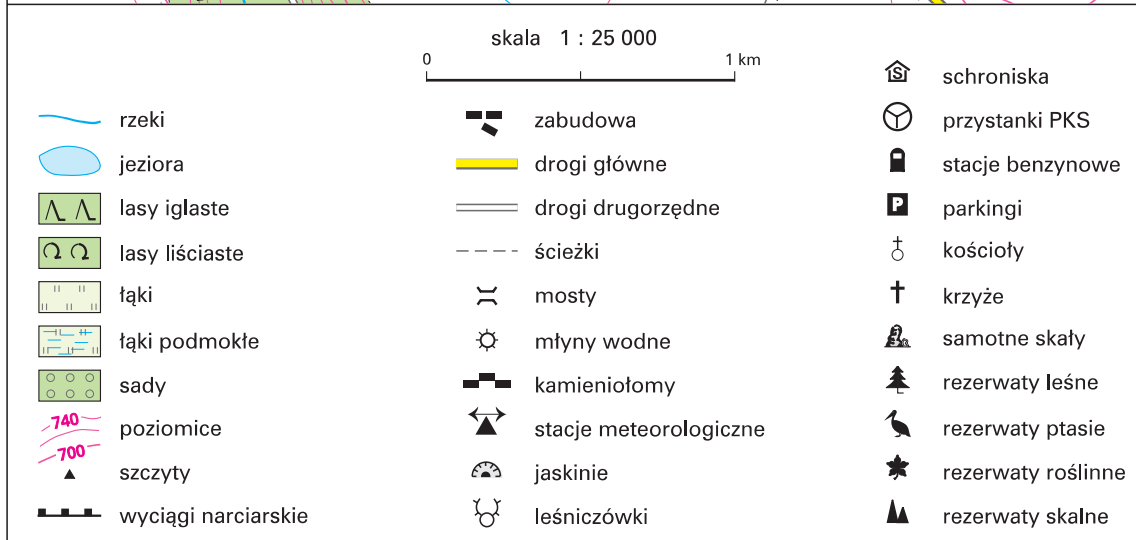 skala 1 : 25 000
0 1 km
rzeki
jeziora
lasy iglaste
lasy liściaste
łąki
łąki podmokłe
sady
740
700
poziomice
szczyty
wyciągi narciarskie
zabudowa
drogi główne
drogi drugorzędne
ścieżki
mosty
młyny wodne
kamieniołomy
stacje meteorologiczne
jaskinie
leśniczówki
S
schroniska
przystanki PKS
stacje benzynowe
P
parkingi
kościoły
krzyże
samotne skały
rezerwaty leśne
rezerwaty ptasie
rezerwaty roślinne
rezerwaty skalne